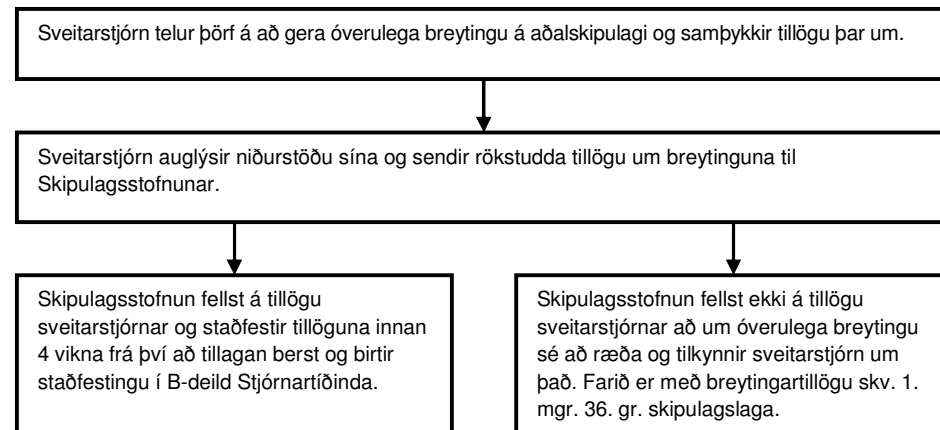 Sveitarstjórn telur þörf á að gera óverulega breytingu á aðalskipulagi og samþykkir tillögu þar um.
Sveitarstjórn auglýsir niðurstöðu sína og sendir rökstudda tillögu um breytinguna til
Skipulagsstofnunar.
Skipulagsstofnun fellst á tillögu
sveitarstjórnar og staðfestir tillöguna innan
4 vikna frá því að tillagan berst og birtir
staðfestingu í B-deild Stjórnartíðinda.
Skipulagsstofnun fellst ekki á tillögu
sveitarstjórnar að um óverulega breytingu
sé að ræða og tilkynnir sveitarstjórn um
það. Farið er með breytingartillögu skv. 1.
mgr. 36. gr. skipulagslaga.